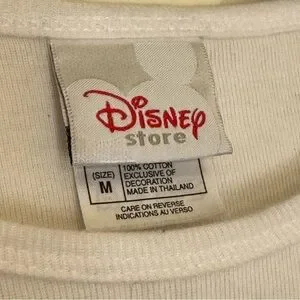 Disney
store
(SIZE)
M
100% COTTON
EXCLUSIVE OF
DECORATION
MADE IN THAILAND
CARE ON REVERSE
INDICATIONS AU VERSO